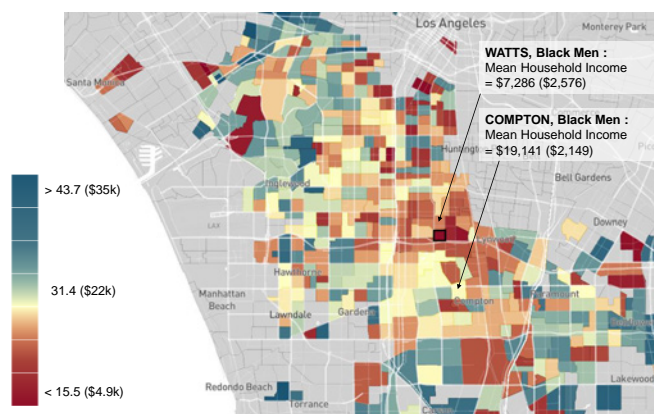 Los Angeles
Monterey Park
WATTS, Black Men :
Mean Household Income
= $7,286 ($2,576)
Santa Monica
COMPTON, Black Men :
Mean Household Income
= $19,141 ($2,149)
Bell Gardens
> 43.7 ($35k)
Inglewood
Downey
LAX
Lynwood
Hawthorne
31.4 ($22k)
Manhattan
Beach
Compton
Paramount
Lawndale
Gardena
Lakewood
< 15.5 ($4.9k)
Redondo Beach
Torrance